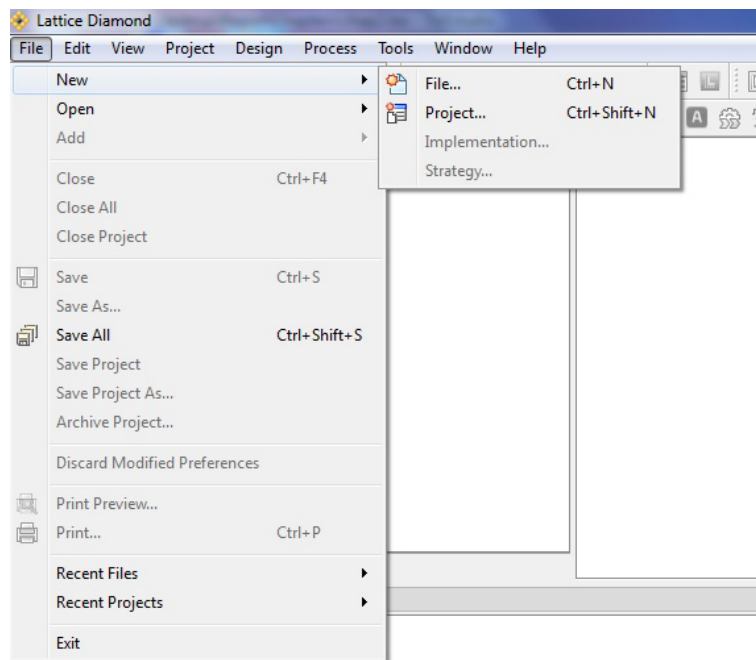 Lattice Diamond
File Edit View Project Design Process Tools Window Help
New
Open
Add
Close Ctrl+F4
Close All
Close Project
Save Ctrl+S
Save As...
Save All Ctrl+Shift+S
Save Project
Save Project As...
Archive Project...
Discard Modified Preferences
Print Preview...
Print... Ctrl+P
Recent Files
Recent Projects
Exit
File... Ctrl+N
Project... Ctrl+Shift+N
Implementation...
Strategy...
L
A